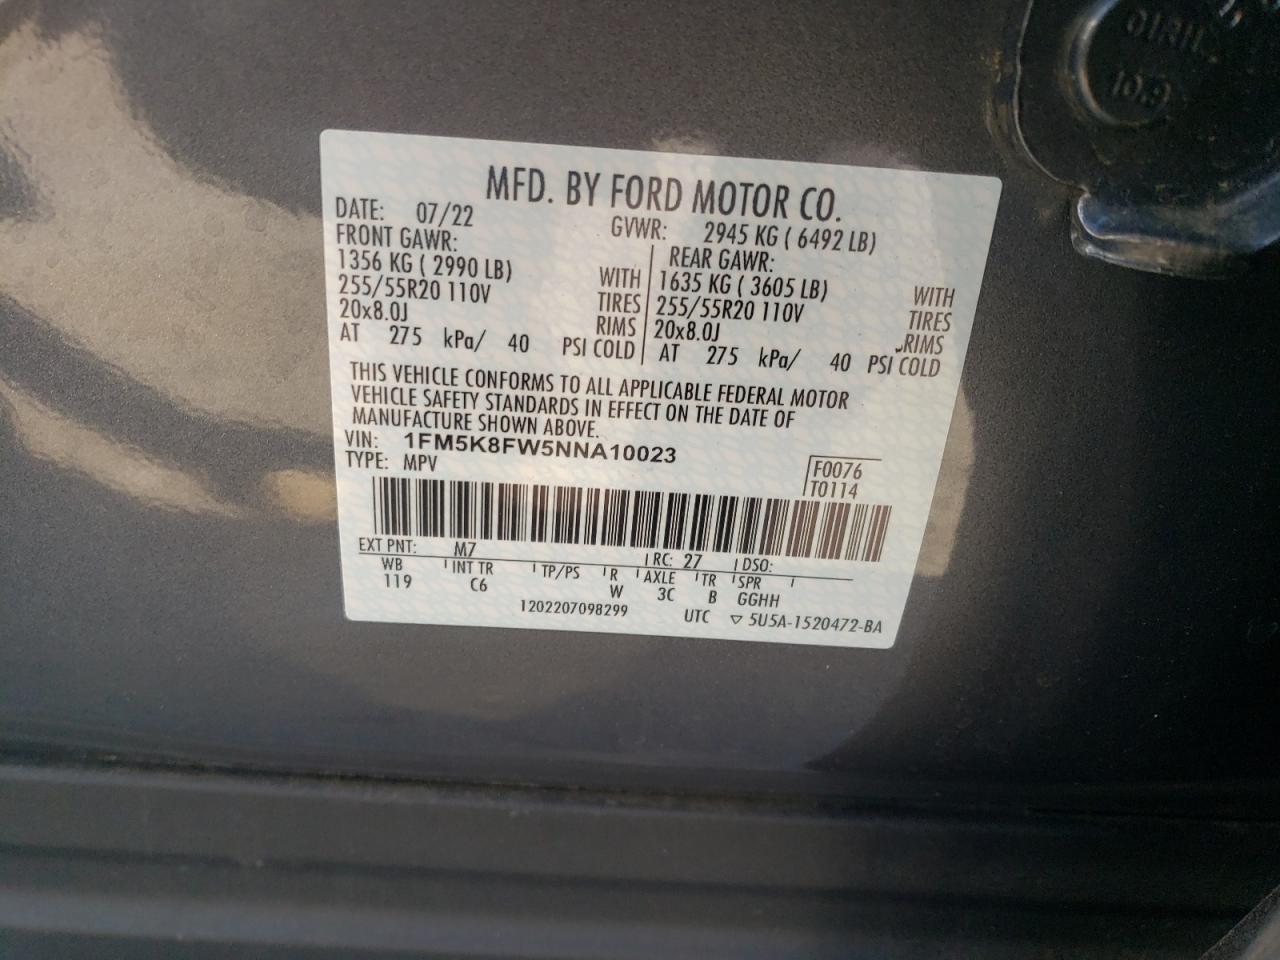 OIRIL
10.9
MFD. BY FORD MOTOR CO.
DATE: 07/22 GVWR: 2945 KG ( 6492 LB)
FRONT GAWR: REAR GAWR:
1356 KG ( 2990 LB) WITH 1635 KG ( 3605 LB) WITH
255/55R20 110V TIRES 255/55R20 110V TIRES
20x8.0J RIMS 20x8.0J RIMS
AT 275 kPa/ 40 PSI COLD AT 275 kPa/ 40 PSI COLD
THIS VEHICLE CONFORMS TO ALL APPLICABLE FEDERAL MOTOR
VEHICLE SAFETY STANDARDS IN EFFECT ON THE DATE OF
MANUFACTURE SHOWN ABOVE.
VIN: 1FM5K8FW5NNA10023
TYPE: MPV F0076
T0114
EXT PNT: M7 RC: 27 DSO:
WB INT TR TP/PS R AXLE TR SPR
119 C6 W 3C B GGHH
1202207098299 UTC ▽ 5U5A-1520472-BA